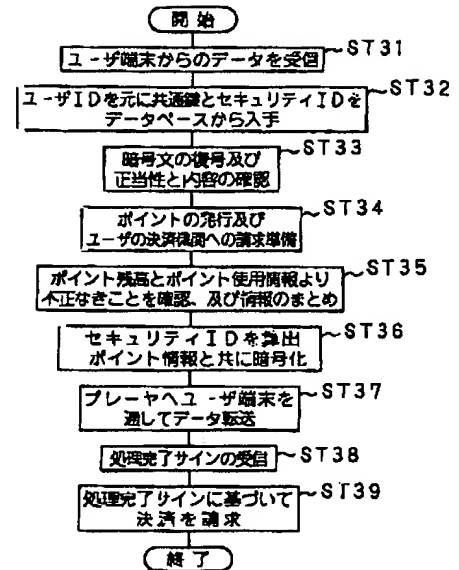 開始
ユーザ端末からのデータを受信
ST31
ユーザIDを元に共通鍵とセキュリティIDを
データベースから入手
ST32
暗号文の復号及び
正当性と内容の確認
ST33
ポイントの発行及び
ユーザの決済機関への請求準備
ST34
ポイント残高とポイント使用情報より
不正なきことを確認、及び情報のまとめ
ST35
セキュリティIDを算出
ポイント情報と共に暗号化
ST36
プレーヤへユーザ端末を
通してデータ転送
ST37
処理完了サインの受信
ST38
処理完了サインに基づいて
決済を請求
ST39
終了